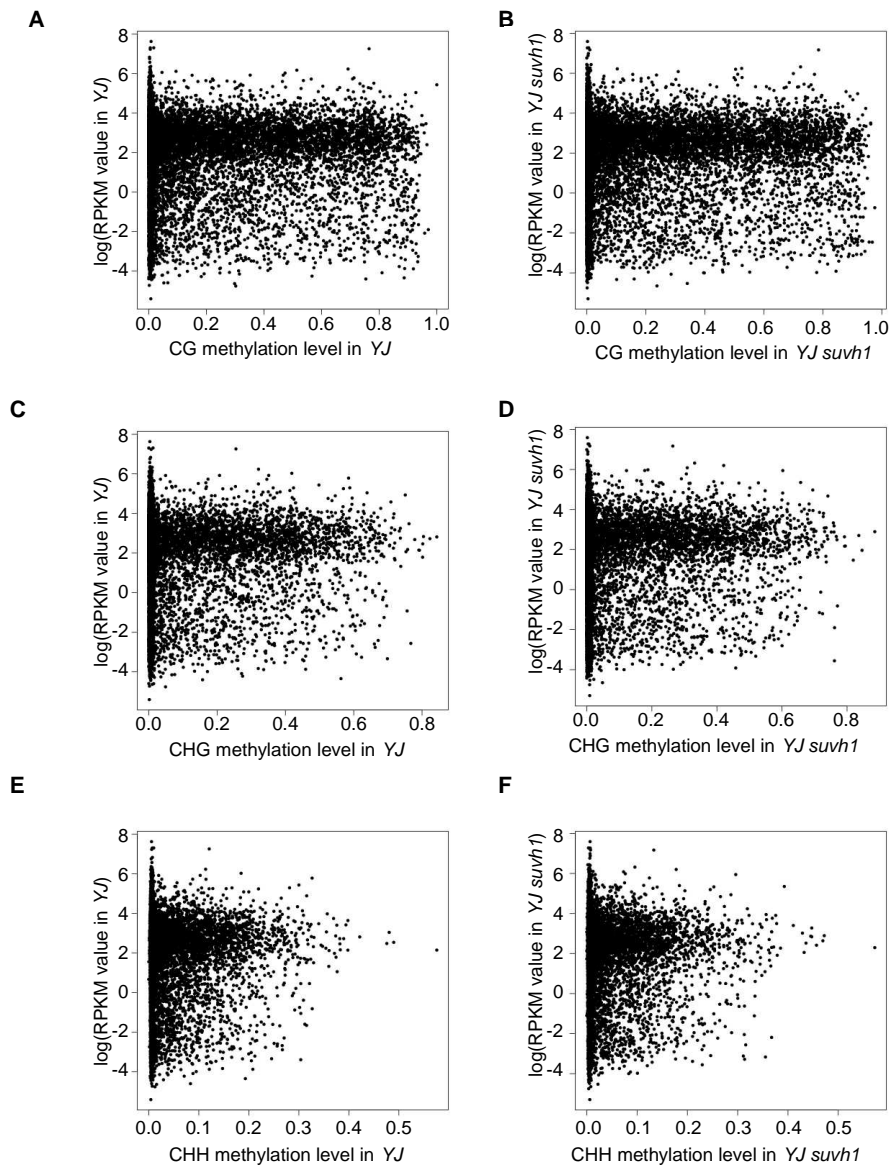 A
B
log(RPKM value in YJ)
8
6
4
2
0
-2
-4
0.0 0.2 0.4 0.6 0.8 1.0
CG methylation level in YJ
log(RPKM value in YJ suvh1)
8
6
4
2
0
-2
-4
0.0 0.2 0.4 0.6 0.8 1.0
CG methylation level in YJ suvh1
C
D
log(RPKM value in YJ)
8
6
4
2
0
-2
-4
0.0 0.2 0.4 0.6 0.8
CHG methylation level in YJ
log(RPKM value in YJ suvh1)
8
6
4
2
0
-2
-4
0.0 0.2 0.4 0.6 0.8
CHG methylation level in YJ suvh1
E
F
log(RPKM value in YJ)
8
6
4
2
0
-2
-4
0.0 0.1 0.2 0.3 0.4 0.5
CHH methylation level in YJ
log(RPKM value in YJ suvh1)
8
6
4
2
0
-2
-4
0.0 0.1 0.2 0.3 0.4 0.5
CHH methylation level in YJ suvh1